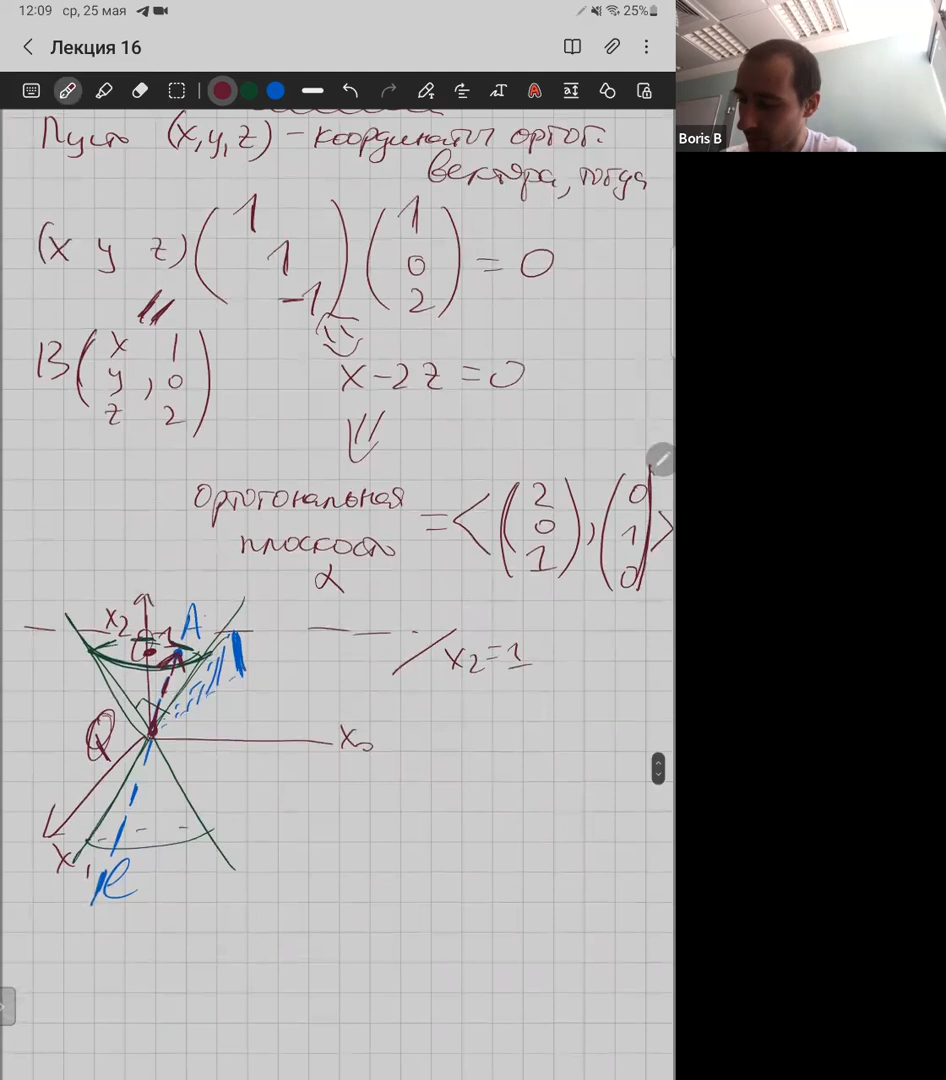 12:09 ср, 25 мая 25%
Лекция 16
Boris B
Пусть (x, y, z) – координаты ортог.
вектора, тогда
(x y z) ( 1 1 -1 ) ( 1 0 2 ) = 0
B ( x y z , 1 0 2 )
x - 2z = 0
Ортогональная
плоскость
α
= < ( 2 0 1 ) , ( 0 1 0 ) >
x2 1 A
x2=1
Q
x0
x1
ℓ